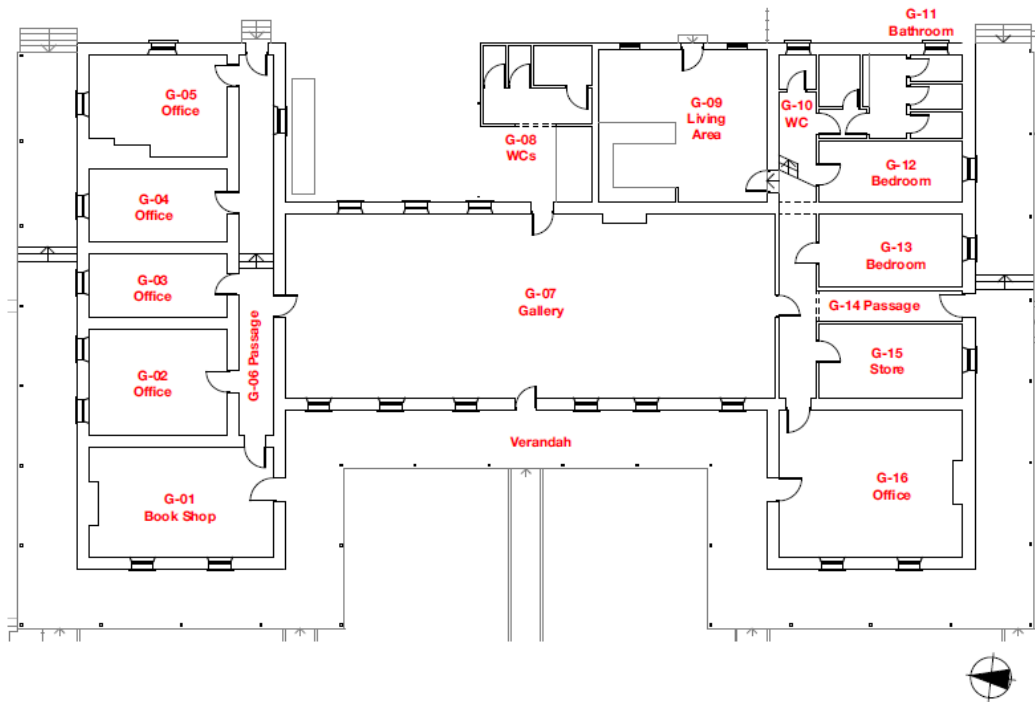 G-11
Bathroom
G-05
Office
G-09
Living
Area
G-10
WC
G-08
WCs
G-12
Bedroom
G-04
Office
G-13
Bedroom
G-03
Office
G-07
Gallery
G-14 Passage
G-06 Passage
G-15
Store
G-02
Office
Verandah
G-01
Book Shop
G-16
Office